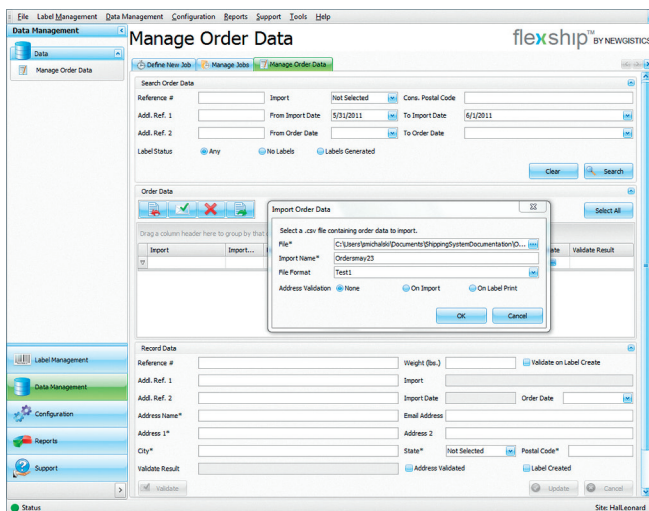 File Label Management Data Management Configuration Reports Support Tools Help
Data Management
Manage Order Data
flexship™ BY NEWGISTICS
Data
Manage Order Data
Define New Job Manage Jobs Manage Order Data
Search Order Data
Reference # Import Not Selected Cons. Postal Code
Addl. Ref. 1 From Import Date 5/31/2011 To Import Date 6/1/2011
Addl. Ref. 2 From Order Date To Order Date
Label Status Any No Labels Labels Generated
Clear Search
Order Data
Select All
Drag a column header here to group by that
Import Import... ate Validate Result
Import Order Data
Select a .csv file containing order data to import.
File* C:\Users\pmichalski\Documents\ShippingSystemDocumentation\O... ...
Import Name* Ordersmay23
File Format Test1
Address Validation None On Import On Label Print
OK Cancel
Record Data
Reference # Weight (lbs.) Validate on Label Create
Addl. Ref. 1 Import
Addl. Ref. 2 Import Date Order Date
Address Name* Email Address
Address 1* Address 2
City* State* Not Selected Postal Code*
Validate Result Address Validated Label Created
Validate Update Cancel
Label Management
Data Management
Configuration
Reports
Support
Status Site: HalLeonard